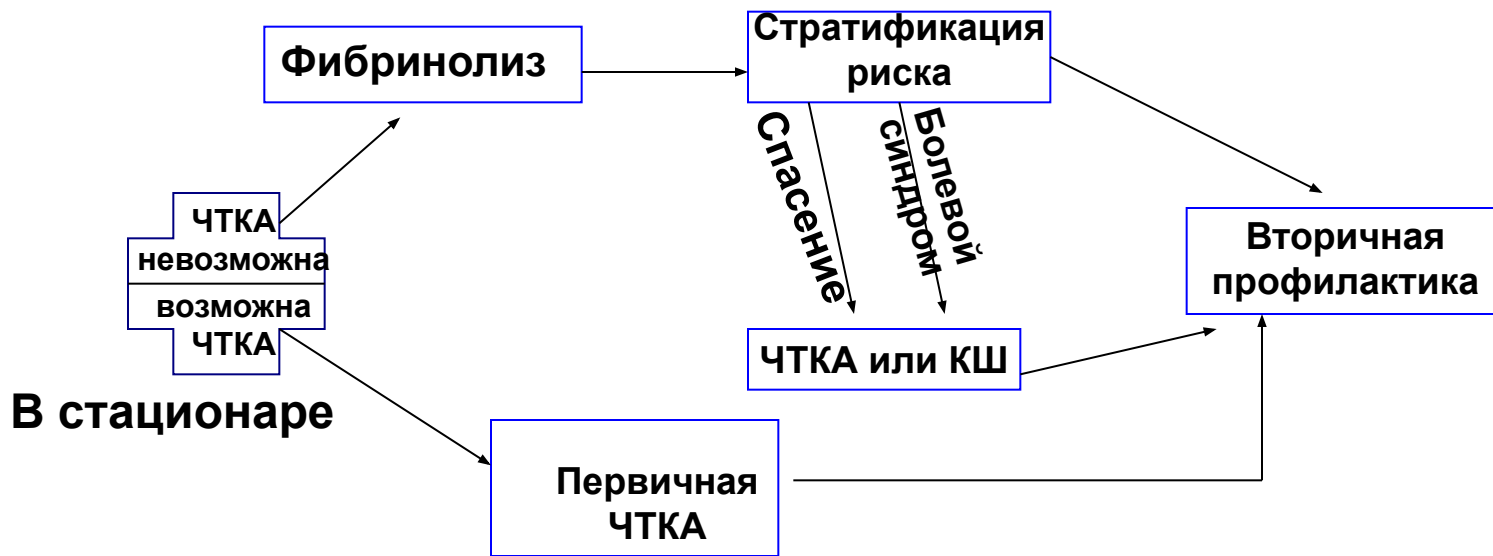 Фибринолиз
Стратификация
риска
Спасение
Болевой
синдром
ЧТКА
невозможна
возможна
ЧТКА
В стационаре
ЧТКА или КШ
Вторичная
профилактика
Первичная
ЧТКА